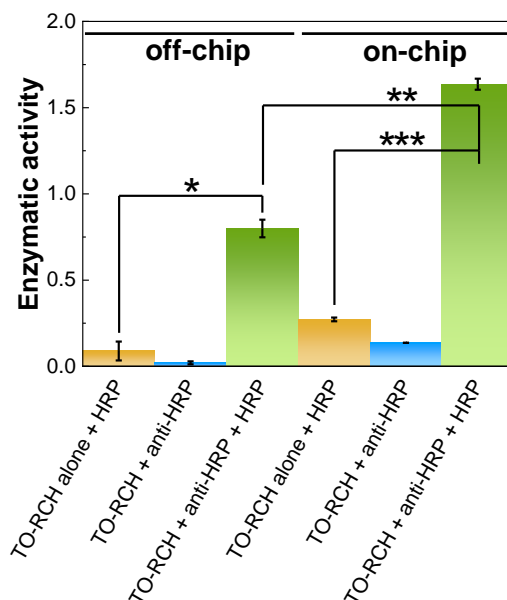 off-chip on-chip
Enzymatic activity
2.0
1.5
1.0
0.5
0.0
*
**
***
TO-RCH alone + HRP
TO-RCH + anti-HRP
TO-RCH + anti-HRP + HRP
TO-RCH alone + HRP
TO-RCH + anti-HRP
TO-RCH + anti-HRP + HRP